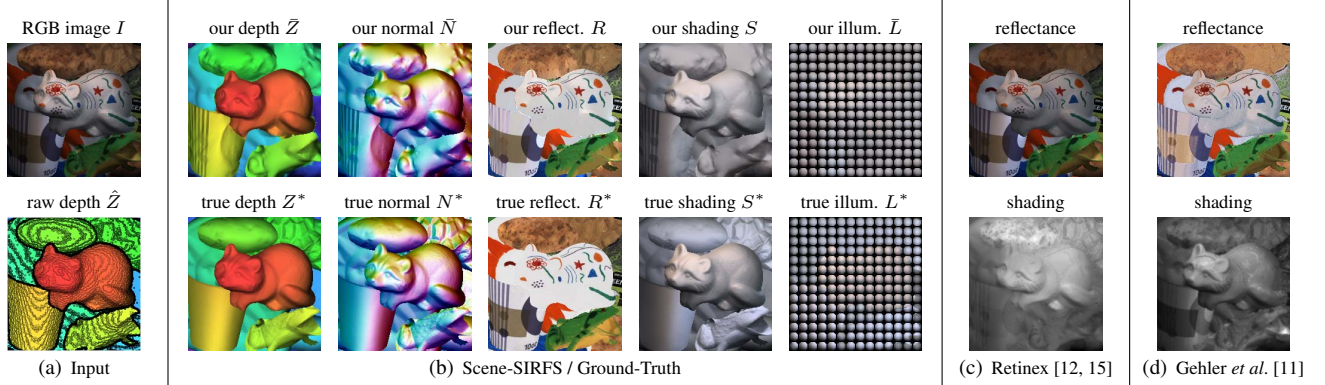 RGB image I
our depth Z̄
our normal N̄
our reflect. R
our shading S
our illum. L̄
reflectance
reflectance
raw depth Ẑ
true depth Z*
true normal N*
true reflect. R*
true shading S*
true illum. L*
shading
shading
(a) Input
(b) Scene-SIRFS / Ground-Truth
(c) Retinex [12, 15]
(d) Gehler et al. [11]